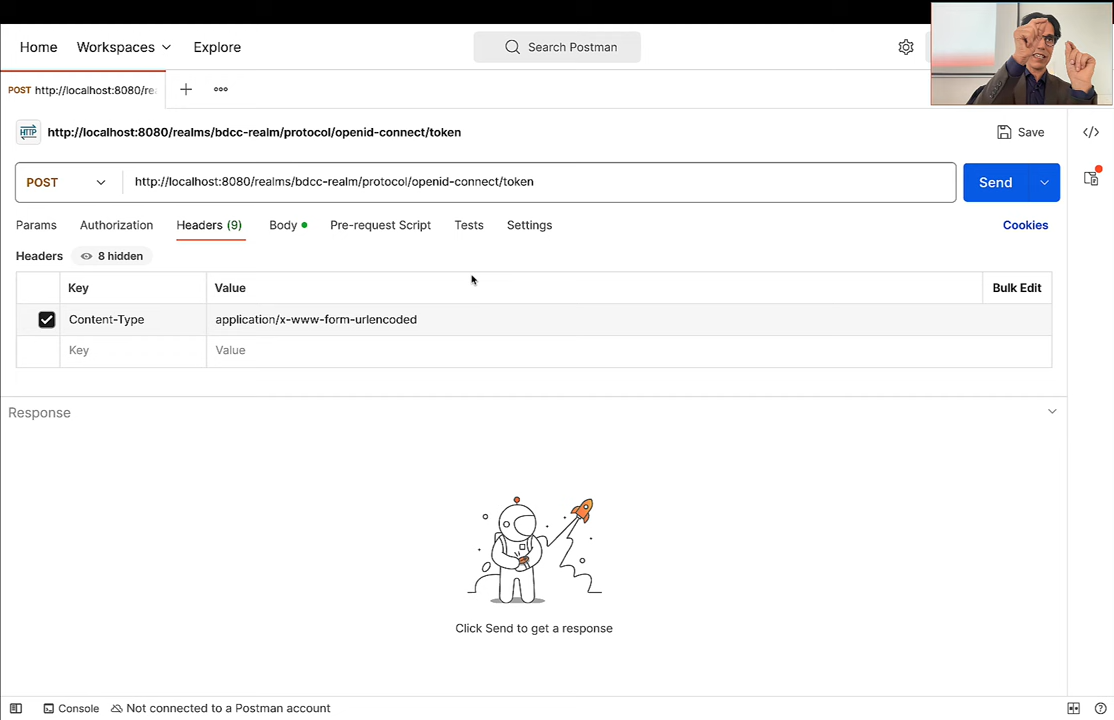 Home Workspaces Explore Search Postman
POST http://localhost:8080/rea
HTTP http://localhost:8080/realms/bdcc-realm/protocol/openid-connect/token Save
POST http://localhost:8080/realms/bdcc-realm/protocol/openid-connect/token Send
Params Authorization Headers (9) Body Pre-request Script Tests Settings Cookies
Headers 8 hidden
Key Value Bulk Edit
Content-Type application/x-www-form-urlencoded
Key Value
Response
Click Send to get a response
Console Not connected to a Postman account